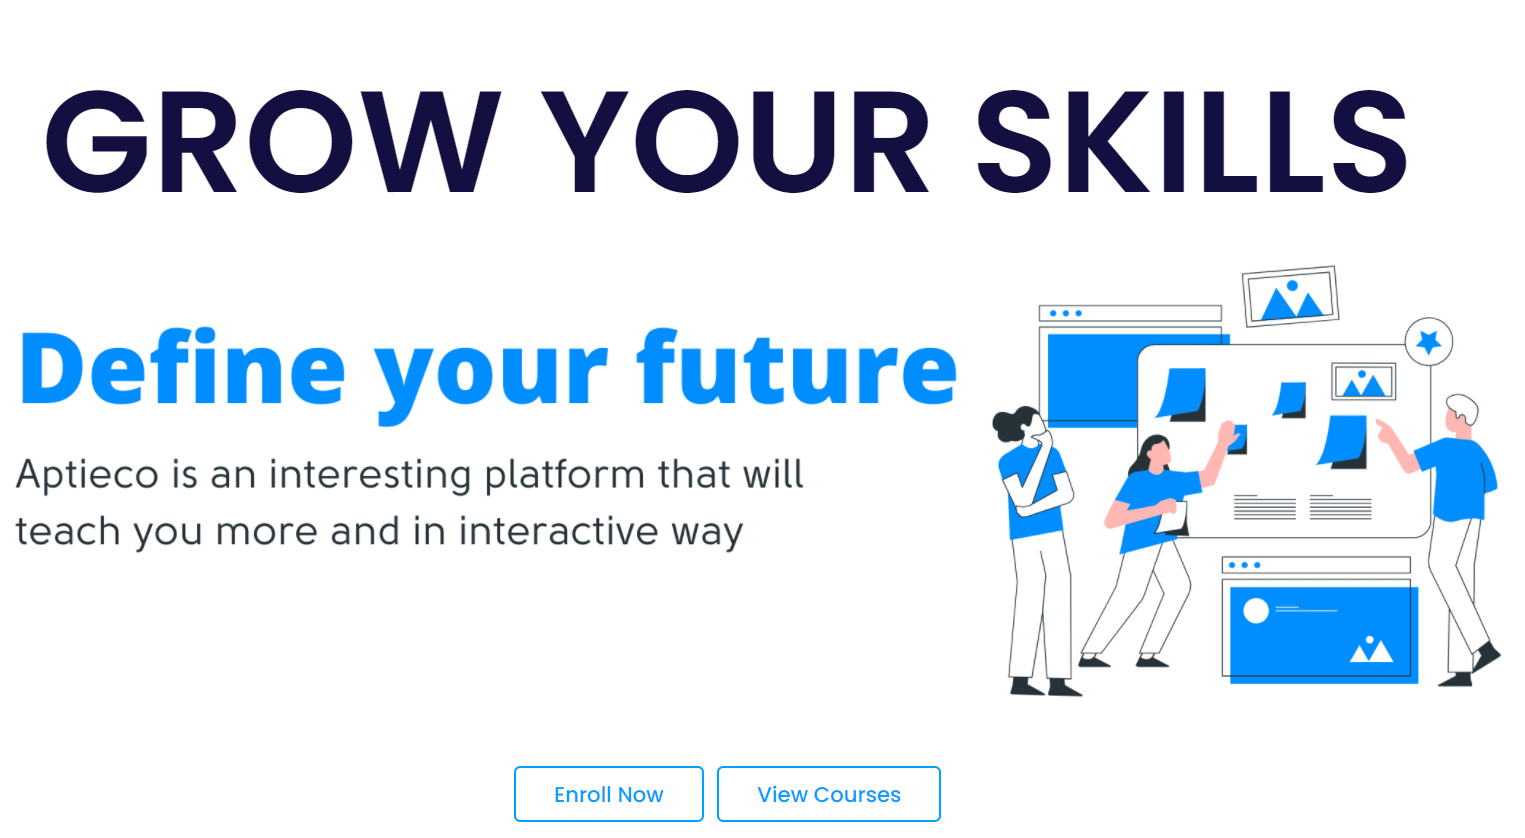 GROW YOUR SKILLS
Define your future
Aptieco is an interesting platform that will
teach you more and in interactive way
Enroll Now
View Courses